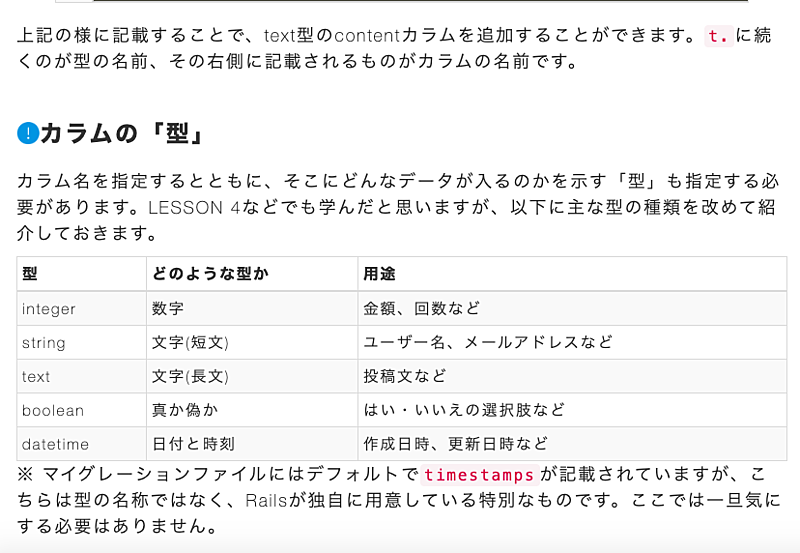 上記の様に記載することで、text型のcontentカラムを追加することができます。t.に続
くのが型の名前、その右側に記載されるものがカラムの名前です。
!カラムの「型」
カラム名を指定するとともに、そこにどんなデータが入るのかを示す「型」も指定する必
要があります。LESSON 4などでも学んだと思いますが、以下に主な型の種類を改めて紹
介しておきます。
型 どのような型か 用途
integer 数字 金額、回数など
string 文字(短文) ユーザー名、メールアドレスなど
text 文字(長文) 投稿文など
boolean 真か偽か はい・いいえの選択肢など
datetime 日付と時刻 作成日時、更新日時など
※ マイグレーションファイルにはデフォルトでtimestampsが記載されていますが、こ
ちらは型の名称ではなく、Railsが独自に用意している特別なものです。ここでは一旦気に
する必要はありません。